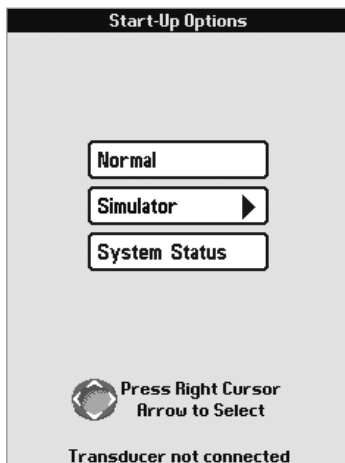 Start-Up Options
Normal
Simulator
System Status
Press Right Cursor
Arrow to Select
Transducer not connected